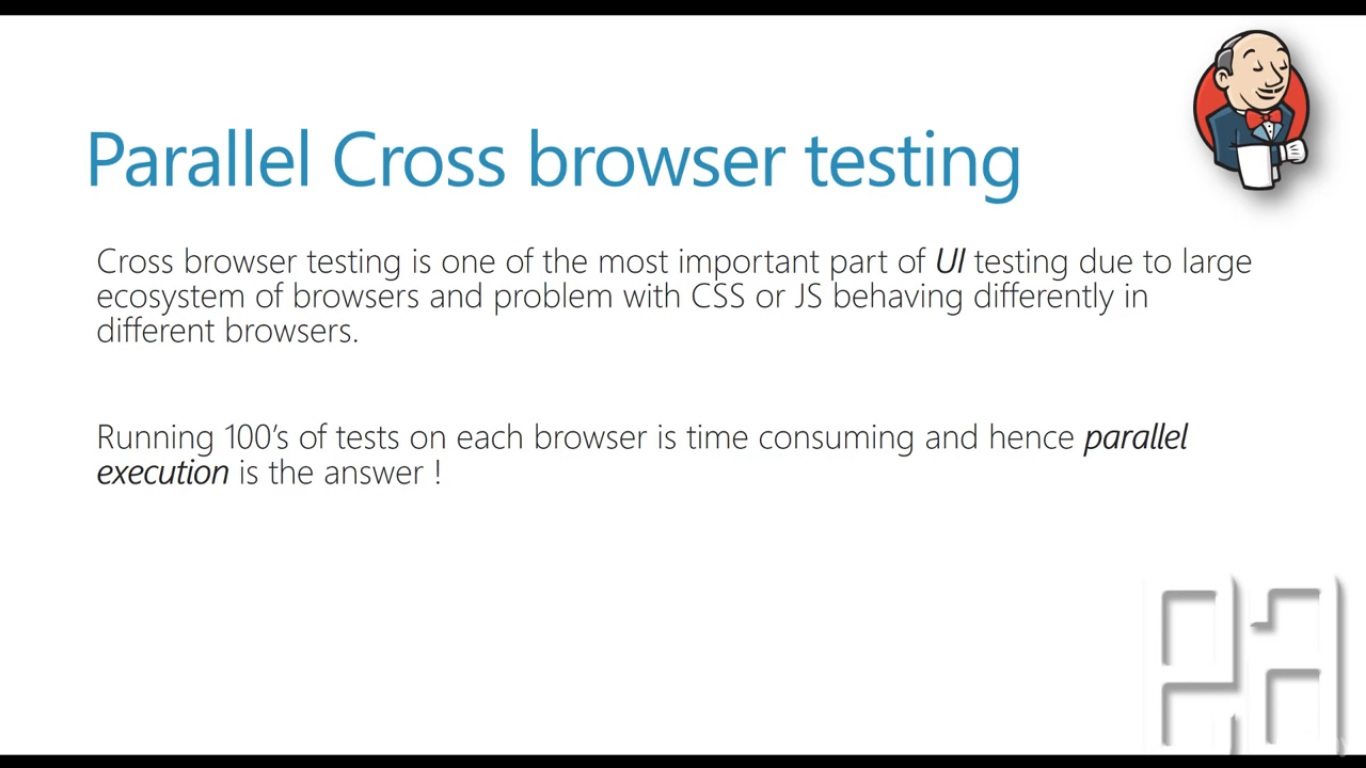 Parallel Cross browser testing
Cross browser testing is one of the most important part of UI testing due to large
ecosystem of browsers and problem with CSS or JS behaving differently in
different browsers.
Running 100's of tests on each browser is time consuming and hence parallel
execution is the answer !